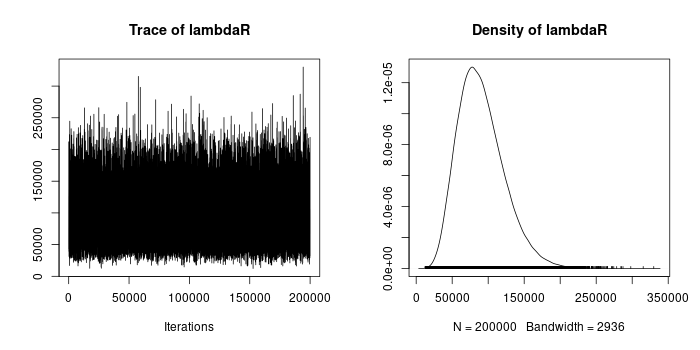 Trace of lambdaR
0 50000 150000 250000
0 50000 100000 150000 200000
Iterations
Density of lambdaR
0.0e+00 4.0e-06 8.0e-06 1.2e-05
0 50000 150000 250000 350000
N = 200000 Bandwidth = 2936